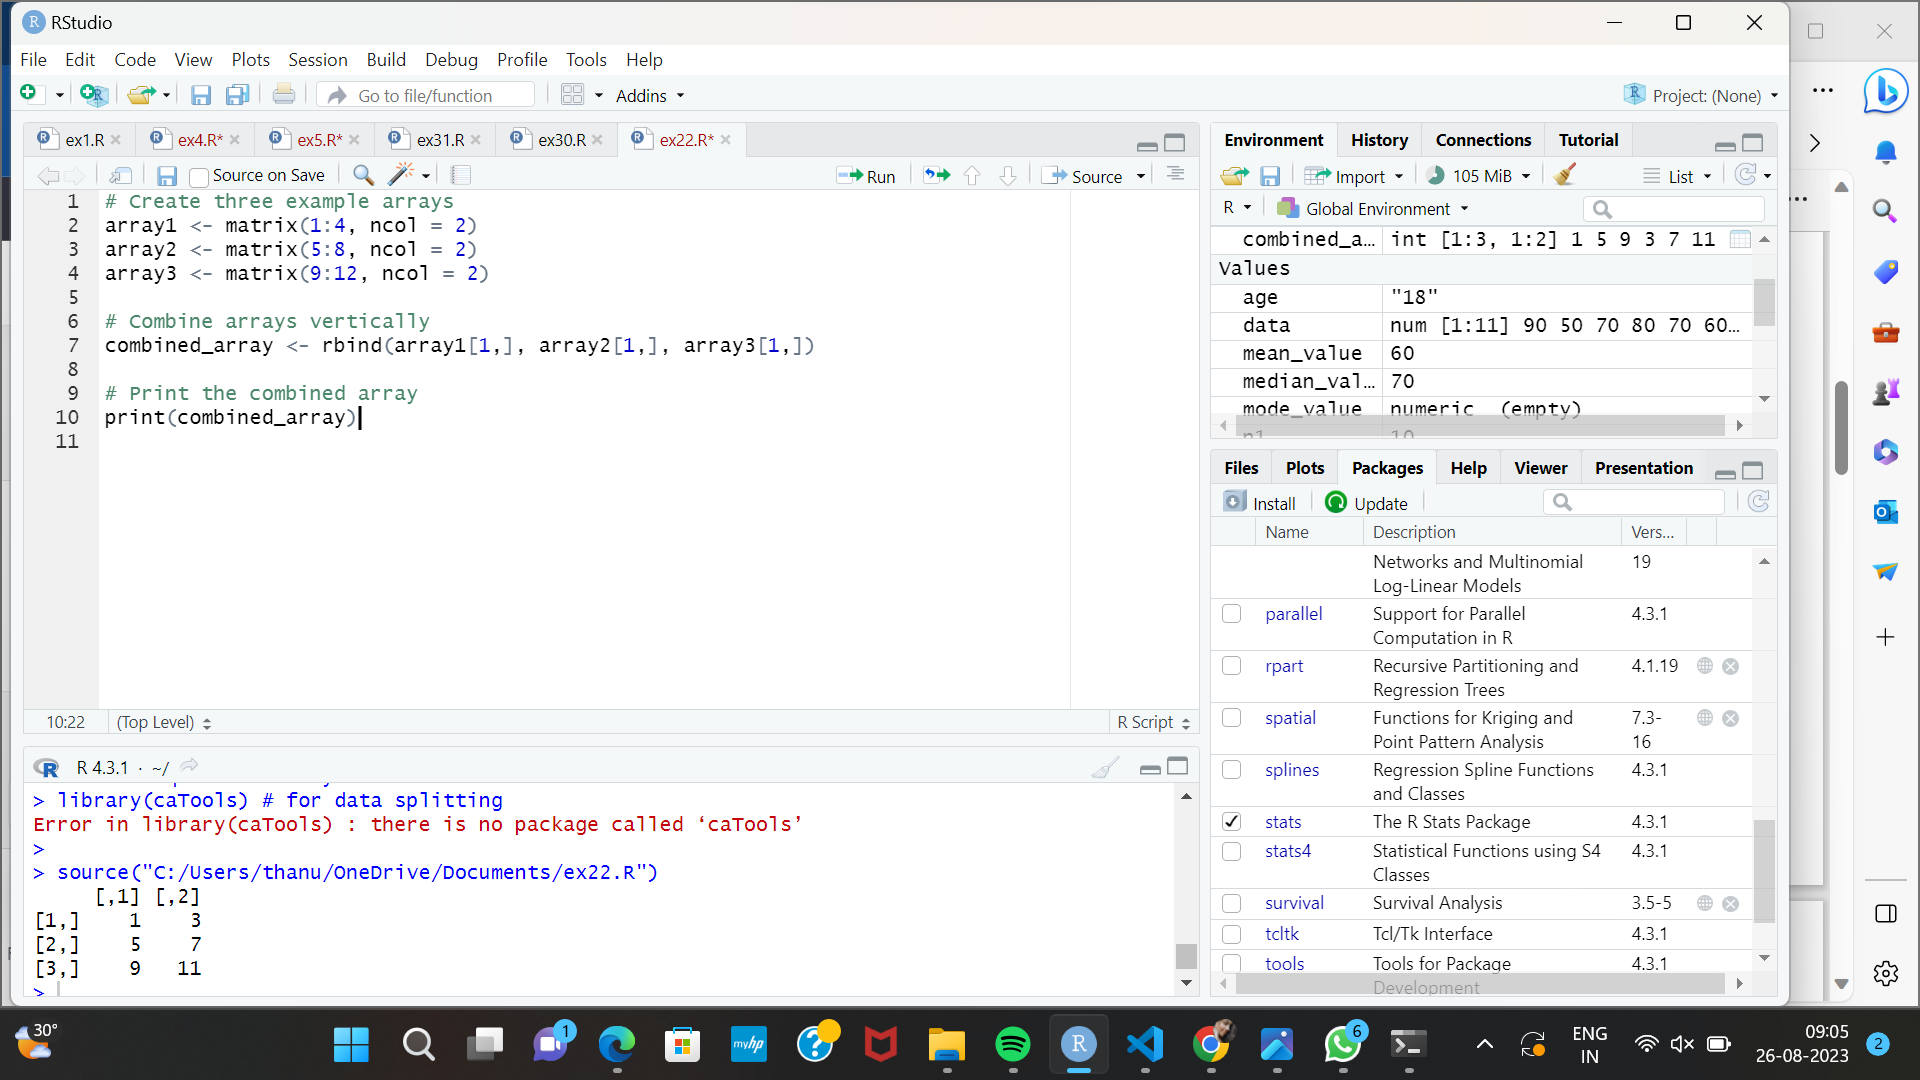 RStudio
File Edit Code View Plots Session Build Debug Profile Tools Help
Go to file/function Addins Project: (None)
ex1.R ex4.R* ex5.R* ex31.R ex30.R ex22.R*
Source on Save Run Source
1 # Create three example arrays
2 array1 <- matrix(1:4, ncol = 2)
3 array2 <- matrix(5:8, ncol = 2)
4 array3 <- matrix(9:12, ncol = 2)
5
6 # Combine arrays vertically
7 combined_array <- rbind(array1[1,], array2[1,], array3[1,])
8
9 # Print the combined array
10 print(combined_array)
11
10:22 (Top Level) R Script
R 4.3.1 · ~/
> library(caTools) # for data splitting
Error in library(caTools) : there is no package called ‘caTools’
>
> source("C:/Users/thanu/OneDrive/Documents/ex22.R")
[,1] [,2]
[1,] 1 3
[2,] 5 7
[3,] 9 11
>
Environment History Connections Tutorial
Import 105 MiB List
R Global Environment
combined_a... int [1:3, 1:2] 1 5 9 3 7 11
Values
age "18"
data num [1:11] 90 50 70 80 70 60...
mean_value 60
median_val... 70
mode_value numeric (empty)
n1 10
Files Plots Packages Help Viewer Presentation
Install Update
Name Description Vers...
Networks and Multinomial 19
Log-Linear Models
parallel Support for Parallel 4.3.1
Computation in R
rpart Recursive Partitioning and 4.1.19
Regression Trees
spatial Functions for Kriging and 7.3-
Point Pattern Analysis 16
splines Regression Spline Functions 4.3.1
and Classes
stats The R Stats Package 4.3.1
stats4 Statistical Functions using S4 4.3.1
Classes
survival Survival Analysis 3.5-5
tcltk Tcl/Tk Interface 4.3.1
tools Tools for Package 4.3.1
Development
30°
1
myhp
R
6
ENG
IN
09:05
26-08-2023
2